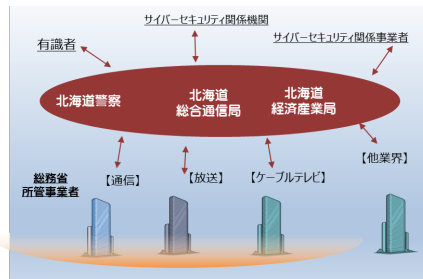 サイバーセキュリティ関係機関
有識者
サイバーセキュリティ関係事業者
北海道警察
北海道
総合通信局
北海道
経済産業局
総務省
所管事業者
【通信】
【放送】
【ケーブルテレビ】
【他業界】